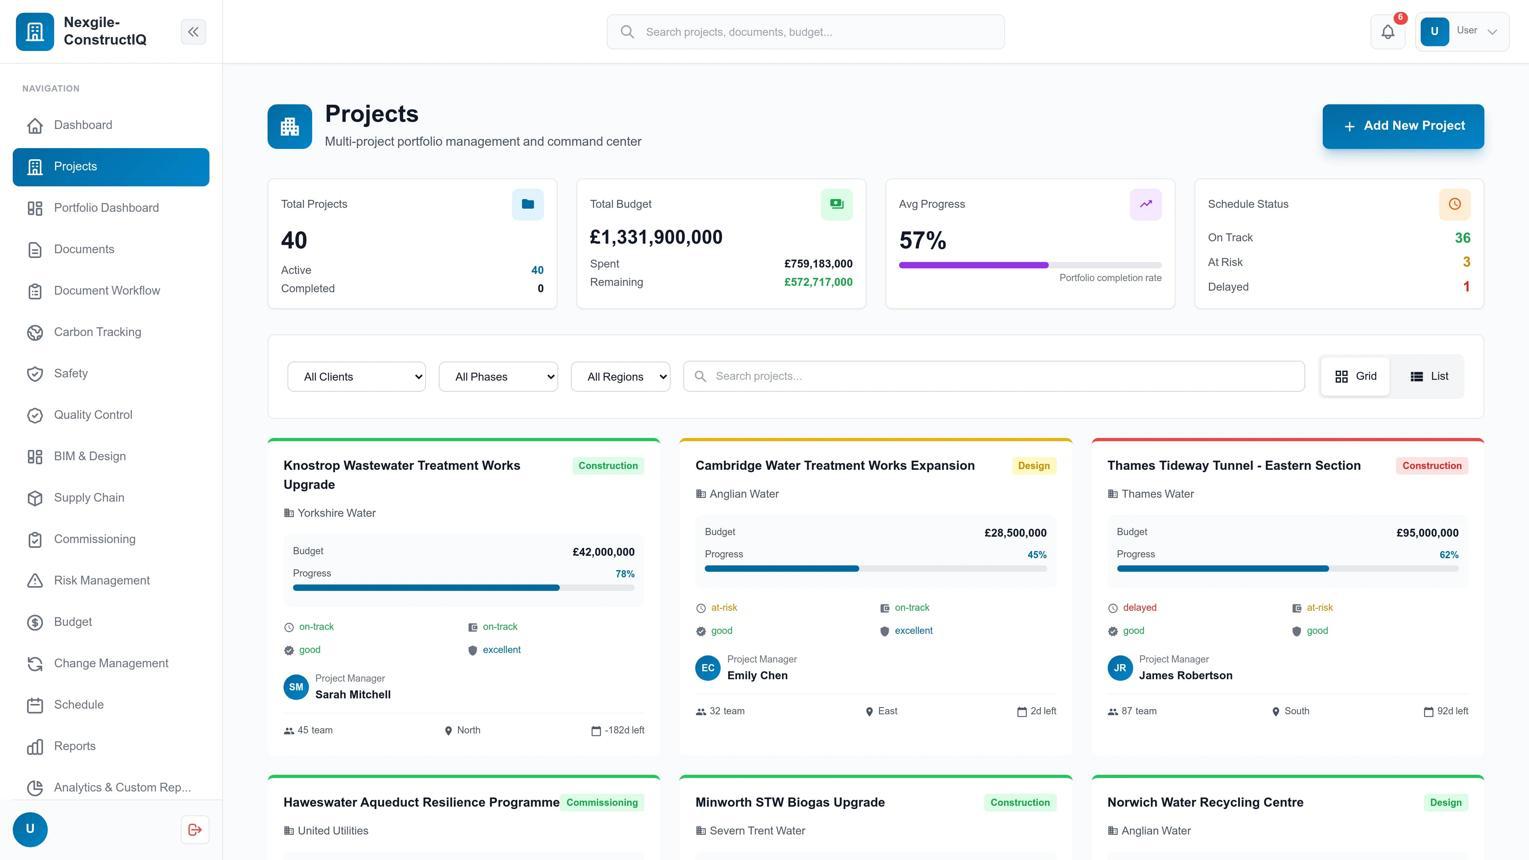 Nexgile-
ConstructIQ
Search projects, documents, budget...
6
U
User
NAVIGATION
Dashboard
Projects
Portfolio Dashboard
Documents
Document Workflow
Carbon Tracking
Safety
Quality Control
BIM & Design
Supply Chain
Commissioning
Risk Management
Budget
Change Management
Schedule
Reports
Analytics & Custom Rep...
U
Projects
Multi-project portfolio management and command center
Add New Project
Total Projects
40
Active 40
Completed 0
Total Budget
£1,331,900,000
Spent £759,183,000
Remaining £572,717,000
Avg Progress
57%
Portfolio completion rate
Schedule Status
On Track 36
At Risk 3
Delayed 1
All Clients
All Phases
All Regions
Search projects...
Grid
List
Knostrop Wastewater Treatment Works
Upgrade
Construction
Yorkshire Water
Budget £42,000,000
Progress 78%
on-track on-track
good excellent
SM
Project Manager
Sarah Mitchell
45 team North -182d left
Cambridge Water Treatment Works Expansion
Design
Anglian Water
Budget £28,500,000
Progress 45%
at-risk on-track
good excellent
EC
Project Manager
Emily Chen
32 team East 2d left
Thames Tideway Tunnel - Eastern Section
Construction
Thames Water
Budget £95,000,000
Progress 62%
delayed at-risk
good good
JR
Project Manager
James Robertson
87 team South 92d left
Haweswater Aqueduct Resilience Programme
Commissioning
United Utilities
Minworth STW Biogas Upgrade
Construction
Severn Trent Water
Norwich Water Recycling Centre
Design
Anglian Water